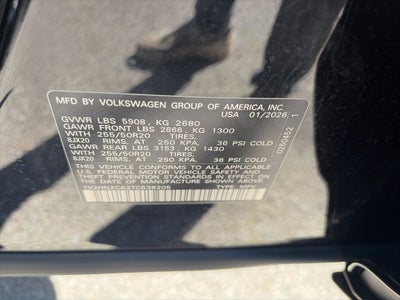 MFD BY VOLKSWAGEN GROUP OF AMERICA, INC.
USA 01/2026
GVWR LBS 5908, KG 2680
GAWR FRONT LBS 2866, KG 1300
WITH 255/50R20 TIRES,
8JX20 RIMS, AT 250 KPA, 36 PSI COLD
GAWR REAR LBS 3153, KG 1430
WITH 255/50R20 TIRES,
8JX20 RIMS, AT 250 KPA, 36 PSI COLD
THIS VEHICLE CONFORMS TO ALL APPLICABLE
U.S. FEDERAL MOTOR VEHICLE SAFETY AND
THEFT PREVENTION STANDARDS IN EFFECT ON
THE DATE OF MANUFACTURE SHOWN ABOVE.
TYPE: MPV